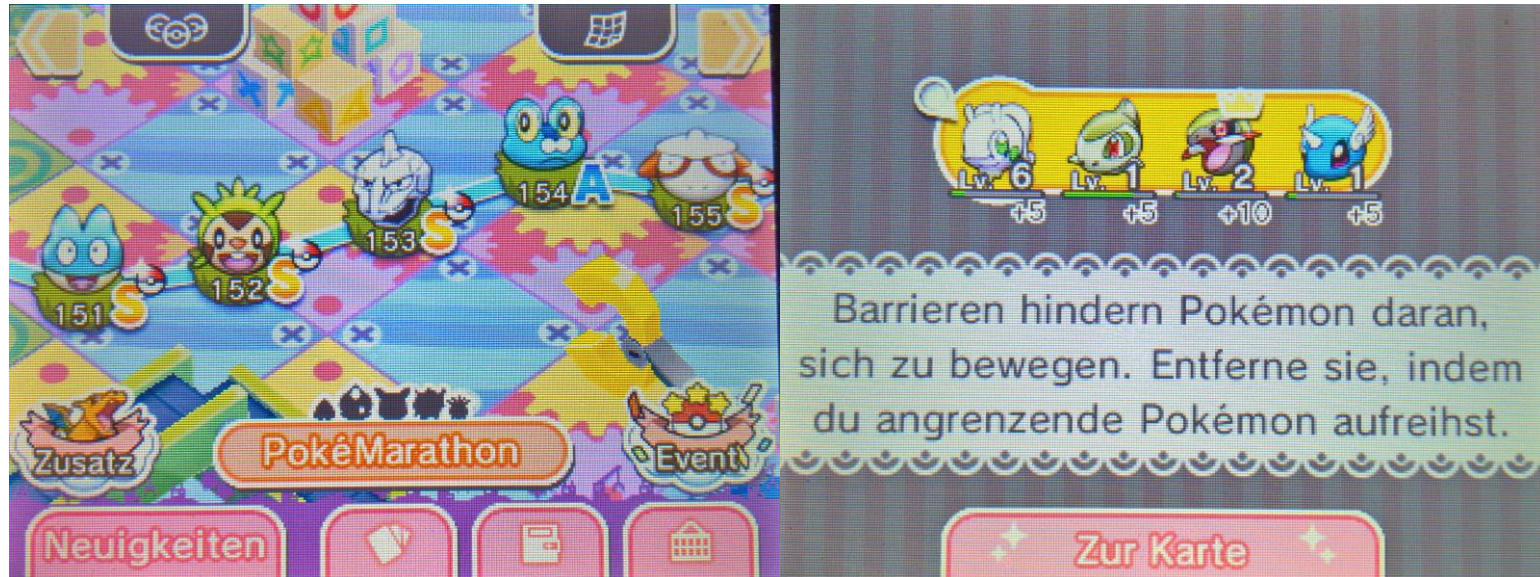 154 A
155 S
153 S
152 S
151 S
Zusatz
PokéMarathon
Event
Neuigkeiten
Lv. 6
Lv. 1
Lv. 2
Lv. 1
+5
+5
+10
+5
Barrieren hindern Pokémon daran,
sich zu bewegen. Entferne sie, indem
du angrenzende Pokémon aufreihst.
Zur Karte